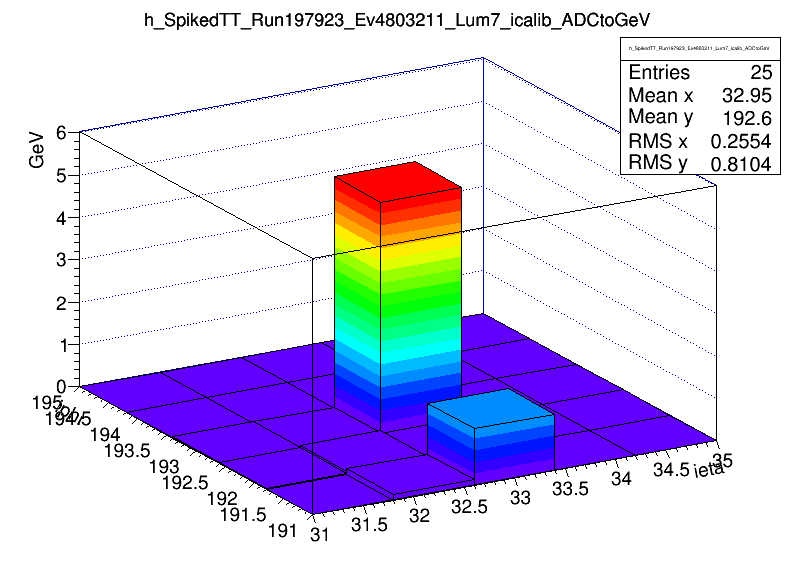 h_SpikedTT_Run197923_Ev4803211_Lum7_icalib_ADCtoGeV
h_SpikedTT_Run197923_Ev4803211_Lum7_icalib_ADCtoGeV
Entries 25
Mean x 32.95
Mean y 192.6
RMS x 0.2554
RMS y 0.8104
GeV
6
5
4
3
2
1
0
195
194.5
194
193.5
193
192.5
192
191.5
191
31
31.5
32
32.5
33
33.5
34
34.5
35
ieta